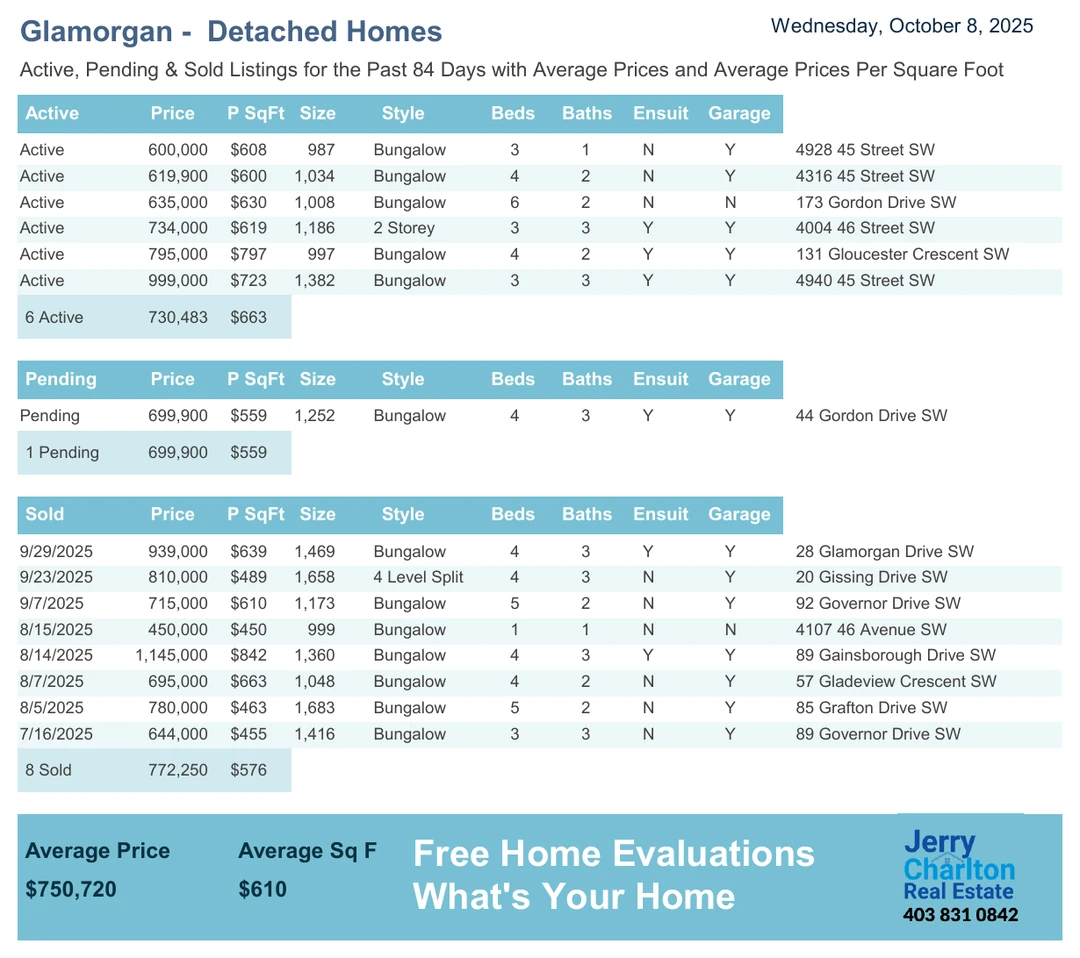 Glamorgan - Detached Homes
Wednesday, October 8, 2025
Active, Pending & Sold Listings for the Past 84 Days with Average Prices and Average Prices Per Square Foot
Active Price P SqFt Size Style Beds Baths Ensuit Garage
Active 600,000 $608 987 Bungalow 3 1 N Y 4928 45 Street SW
Active 619,900 $600 1,034 Bungalow 4 2 N Y 4316 45 Street SW
Active 635,000 $630 1,008 Bungalow 6 2 N N 173 Gordon Drive SW
Active 734,000 $619 1,186 2 Storey 3 3 Y Y 4004 46 Street SW
Active 795,000 $797 997 Bungalow 4 2 Y Y 131 Gloucester Crescent SW
Active 999,000 $723 1,382 Bungalow 3 3 Y Y 4940 45 Street SW
6 Active 730,483 $663
Pending Price P SqFt Size Style Beds Baths Ensuit Garage
Pending 699,900 $559 1,252 Bungalow 4 3 Y Y 44 Gordon Drive SW
1 Pending 699,900 $559
Sold Price P SqFt Size Style Beds Baths Ensuit Garage
9/29/2025 939,000 $639 1,469 Bungalow 4 3 Y Y 28 Glamorgan Drive SW
9/23/2025 810,000 $489 1,658 4 Level Split 4 3 N Y 20 Gissing Drive SW
9/7/2025 715,000 $610 1,173 Bungalow 5 2 N Y 92 Governor Drive SW
8/15/2025 450,000 $450 999 Bungalow 1 1 N N 4107 46 Avenue SW
8/14/2025 1,145,000 $842 1,360 Bungalow 4 3 Y Y 89 Gainsborough Drive SW
8/7/2025 695,000 $663 1,048 Bungalow 4 2 N Y 57 Gladeview Crescent SW
8/5/2025 780,000 $463 1,683 Bungalow 5 2 N Y 85 Grafton Drive SW
7/16/2025 644,000 $455 1,416 Bungalow 3 3 N Y 89 Governor Drive SW
8 Sold 772,250 $576
Average Price Average Sq F
$750,720 $610
Free Home Evaluations
What's Your Home
Jerry
Charlton
Real Estate
403 831 0842